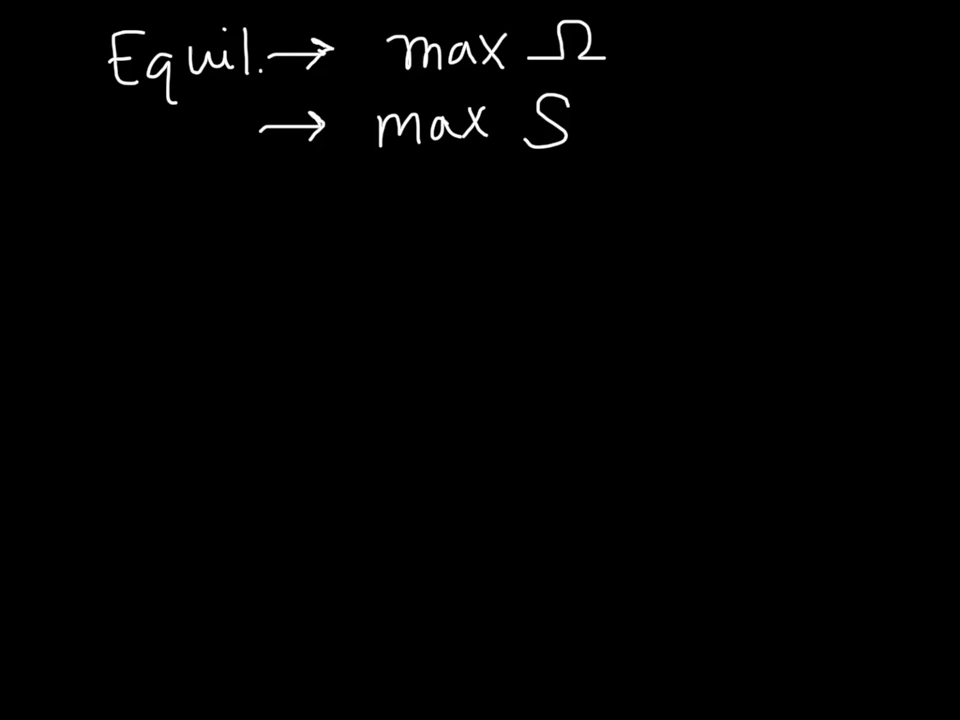 Equil. → max Ω
→ max S